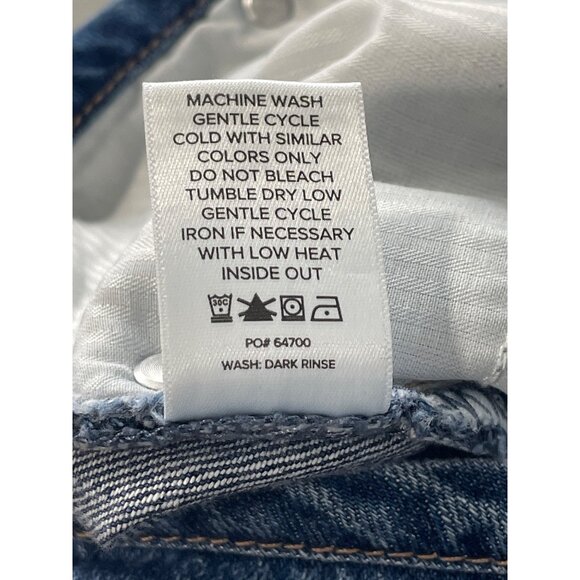 MACHINE WASH
GENTLE CYCLE
COLD WITH SIMILAR
COLORS ONLY
DO NOT BLEACH
TUMBLE DRY LOW
GENTLE CYCLE
IRON IF NECESSARY
WITH LOW HEAT
INSIDE OUT
30C
PO# 64700
WASH: DARK RINSE